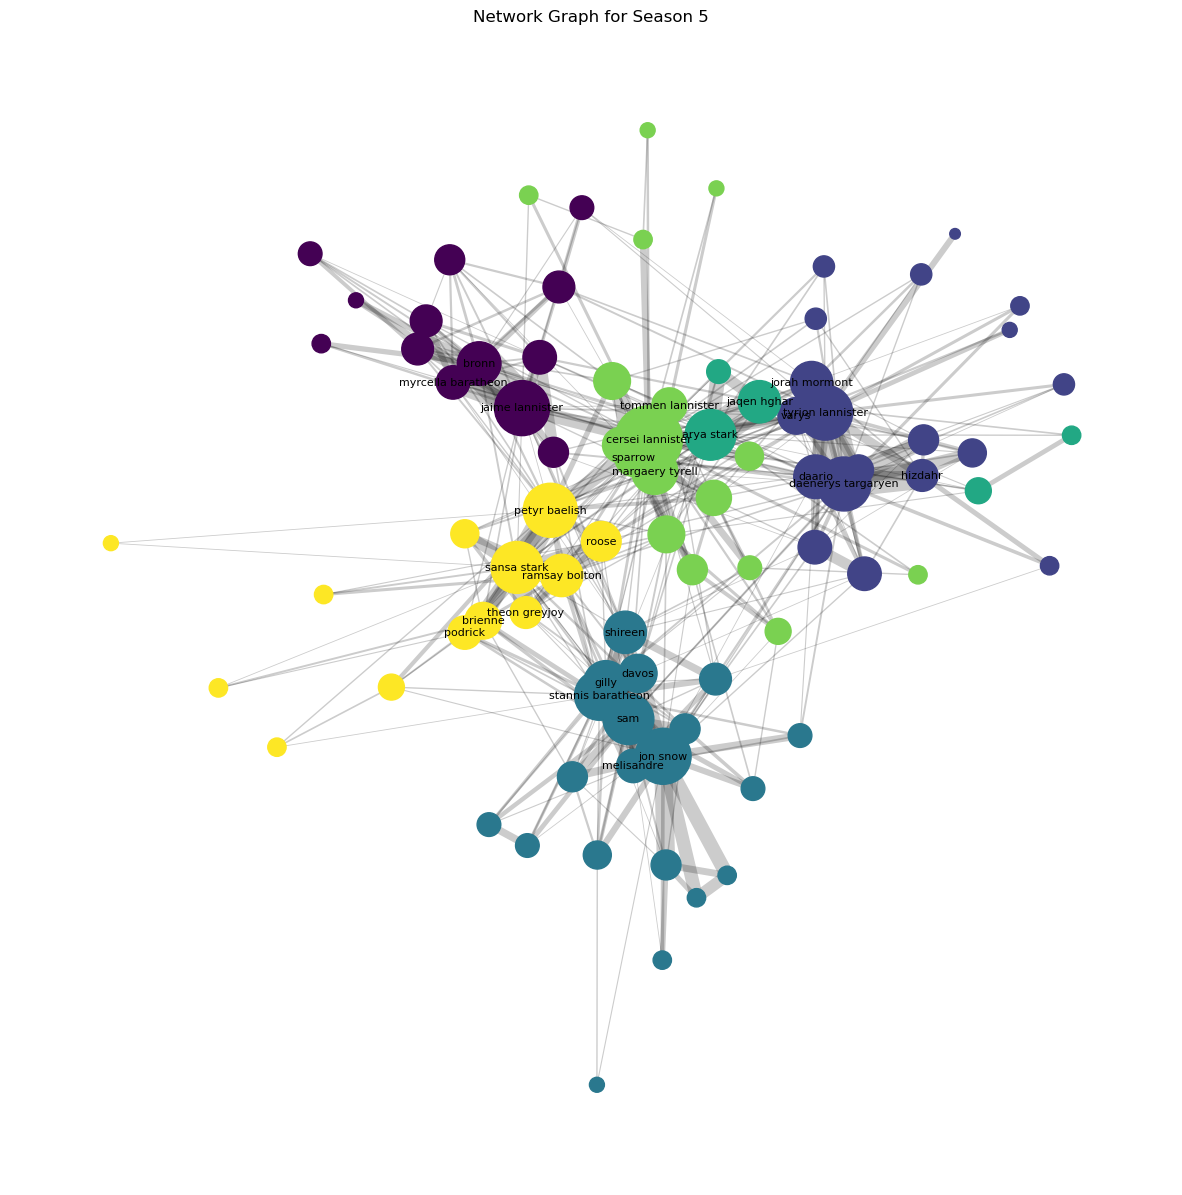 Network Graph for Season 5
bronn
jorah mormont
myrcella baratheon
jaqen hghar
tommen lannister
jaime lannister
tyrion lannister
varys
arya stark
cersei lannister
sparrow
margaery tyrell
daario
hizdahr
daenerys targaryen
petyr baelish
roose
sansa stark
ramsay bolton
theon greyjoy
brienne
podrick
shireen
davos
gilly
stannis baratheon
sam
jon snow
melisandre